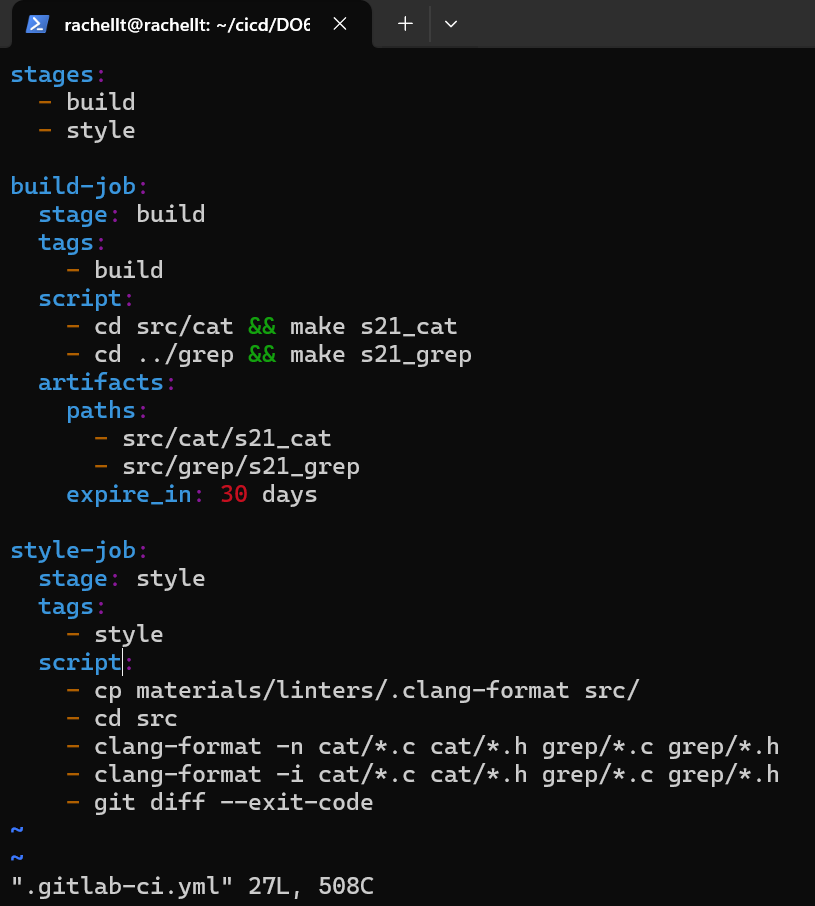 rachellt@rachellt: ~/cicd/DO6
stages:
  - build
  - style

build-job:
  stage: build
  tags:
    - build
  script:
    - cd src/cat && make s21_cat
    - cd ../grep && make s21_grep
  artifacts:
    paths:
      - src/cat/s21_cat
      - src/grep/s21_grep
    expire_in: 30 days

style-job:
  stage: style
  tags:
    - style
  script:
    - cp materials/linters/.clang-format src/
    - cd src
    - clang-format -n cat/*.c cat/*.h grep/*.c grep/*.h
    - clang-format -i cat/*.c cat/*.h grep/*.c grep/*.h
    - git diff --exit-code
~
~
".gitlab-ci.yml" 27L, 508C